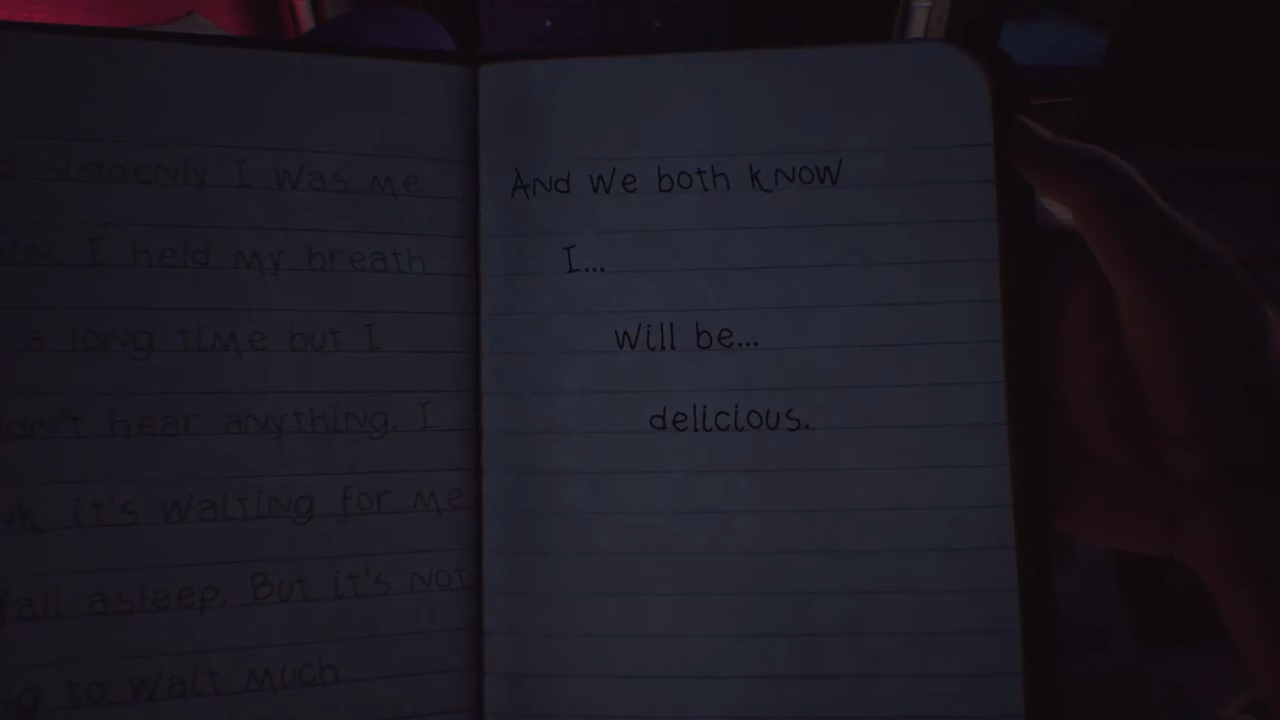 suddenly I was me
I held my breath
a long time but I
hear anything. I
it's waiting for me
fall asleep. But it's not
to wait much
And we both know
I...
will be...
delicious.